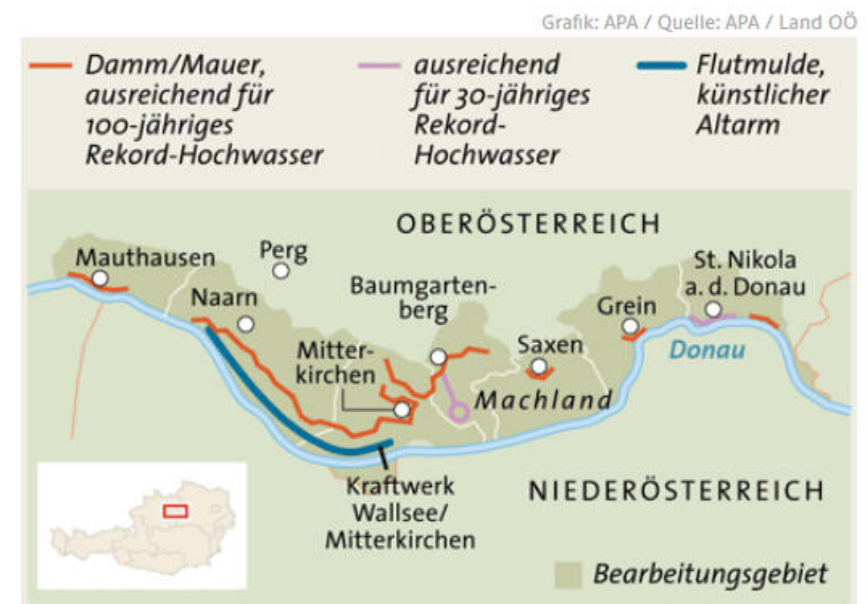 Grafik: APA / Quelle: APA / Land OÖ
Damm/Mauer,
ausreichend für
100-jähriges
Rekord-Hochwasser
ausreichend
für 30-jähriges
Rekord-
Hochwasser
Flutmulde,
künstlicher
Altarm
OBERÖSTERREICH
Mauthausen
Perg
Naarn
Baumgarten-
berg
St. Nikola
a. d. Donau
Grein
Mitter-
kirchen
Saxen
Donau
Machland
Kraftwerk
Wallsee/
Mitterkirchen
NIEDERÖSTERREICH
Bearbeitungsgebiet